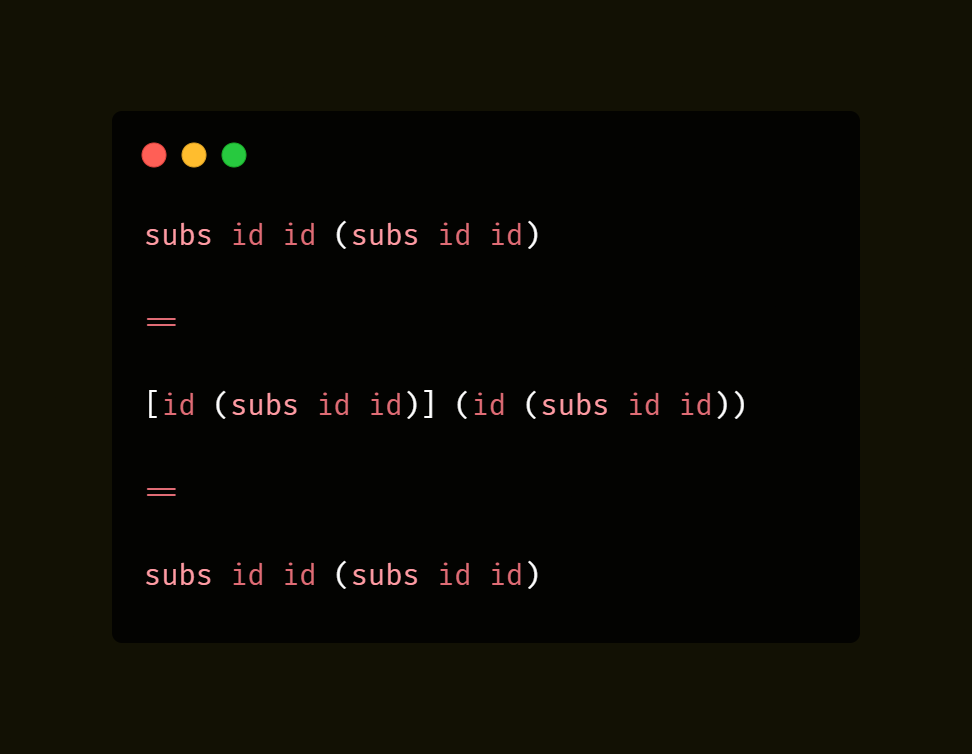 subs id id (subs id id)
==
[id (subs id id)] (id (subs id id))
==
subs id id (subs id id)